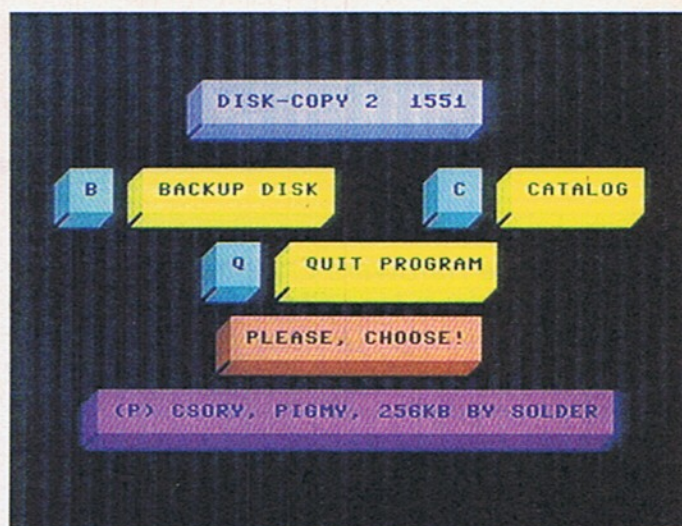 DISK-COPY 2 1551
B BACKUP DISK C CATALOG
Q QUIT PROGRAM
PLEASE, CHOOSE!
(P) CSORY, PIGMY, 256KB BY SOLDER